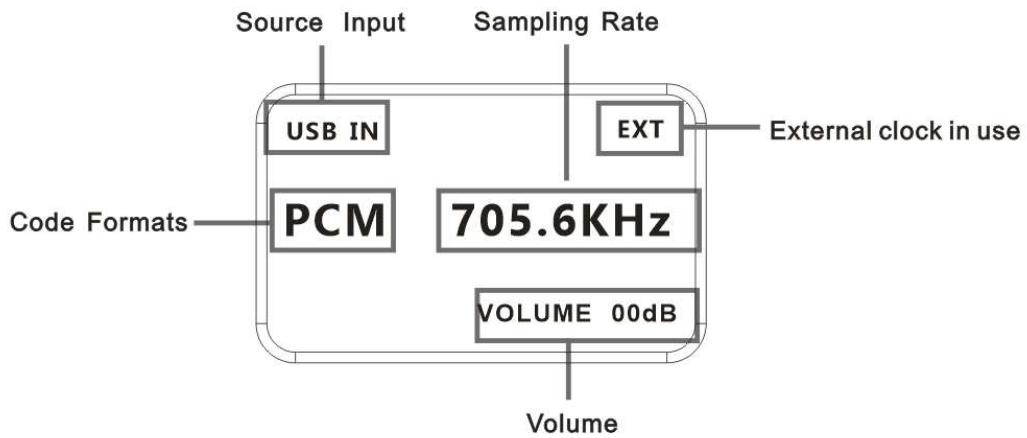 Source Input
Sampling Rate
USB IN
EXT
External clock in use
Code Formats
PCM
705.6KHz
VOLUME 00dB
Volume